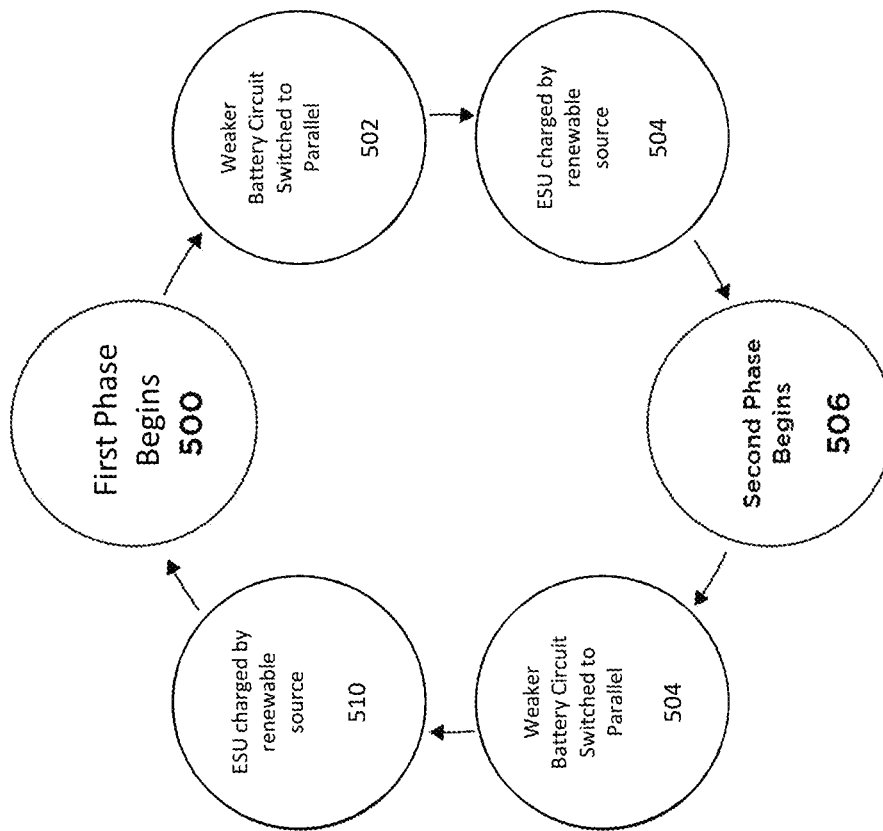 First Phase
Begins
500
Weaker
Battery Circuit
Switched to
Parallel
502
ESU charged by
renewable
source
504
Second Phase
Begins
506
Weaker
Battery Circuit
Switched to
Parallel
504
ESU charged by
renewable
source
510